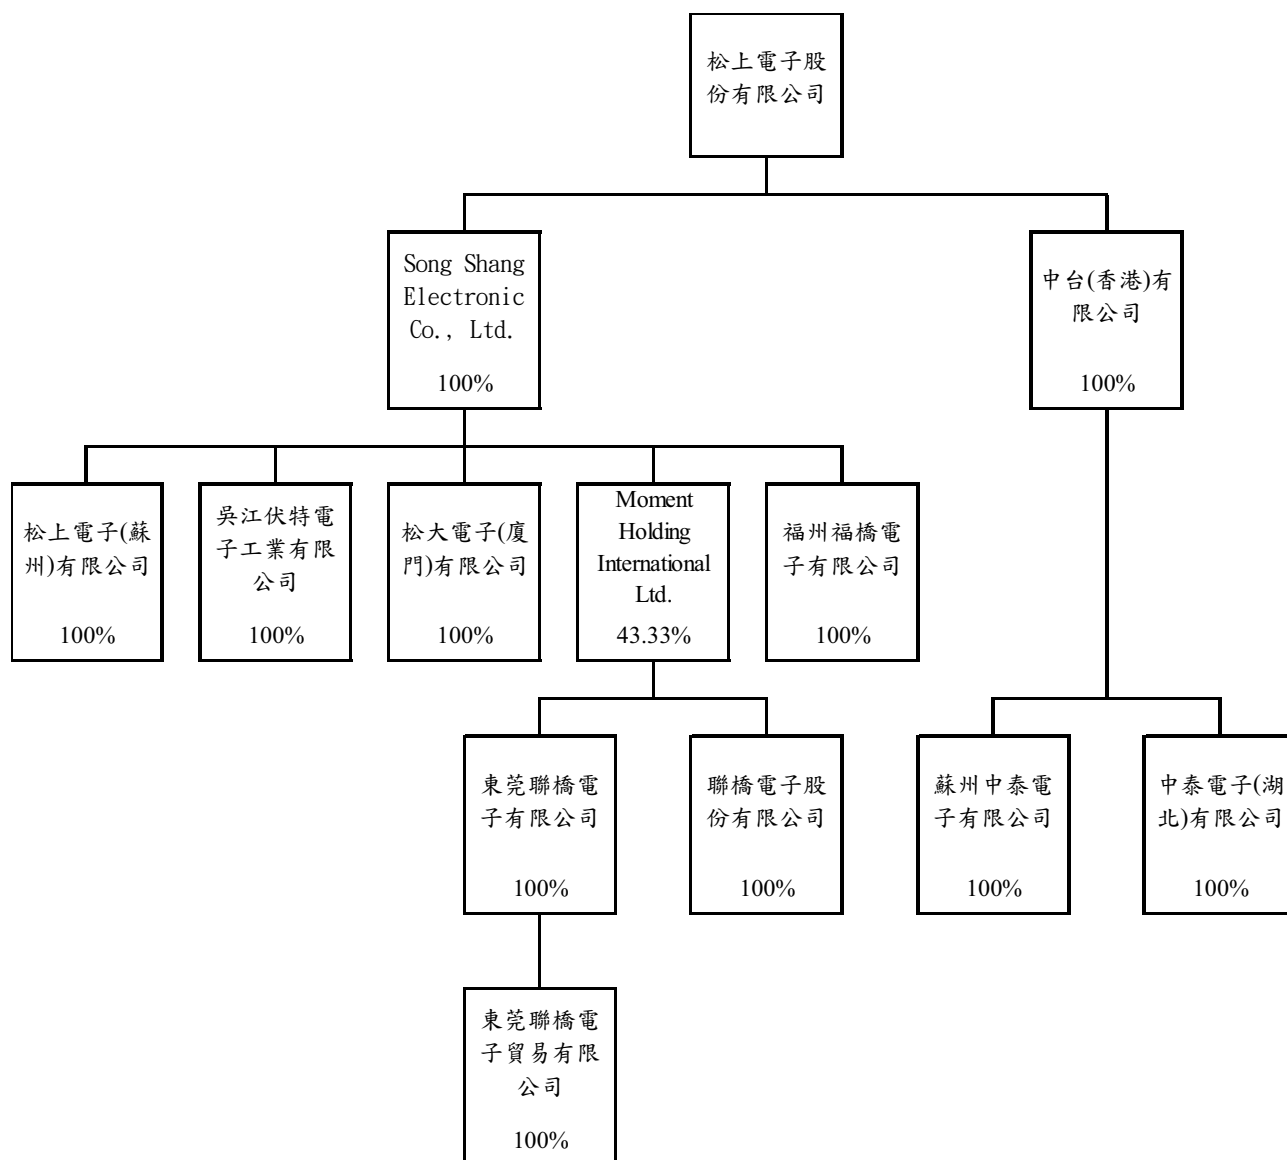 松上電子股
份有限公司
Song Shang
Electronic
Co., Ltd.
100%
中台(香港)有
限公司
100%
松上電子(蘇
州)有限公司
100%
吳江伏特電
子工業有限
公司
100%
松大電子(廈
門)有限公司
100%
Moment
Holding
International
Ltd.
43.33%
福州福橋電
子有限公司
100%
東莞聯橋電
子有限公司
100%
聯橋電子股
份有限公司
100%
蘇州中泰電
子有限公司
100%
中泰電子(湖
北)有限公司
100%
東莞聯橋電
子貿易有限
公司
100%